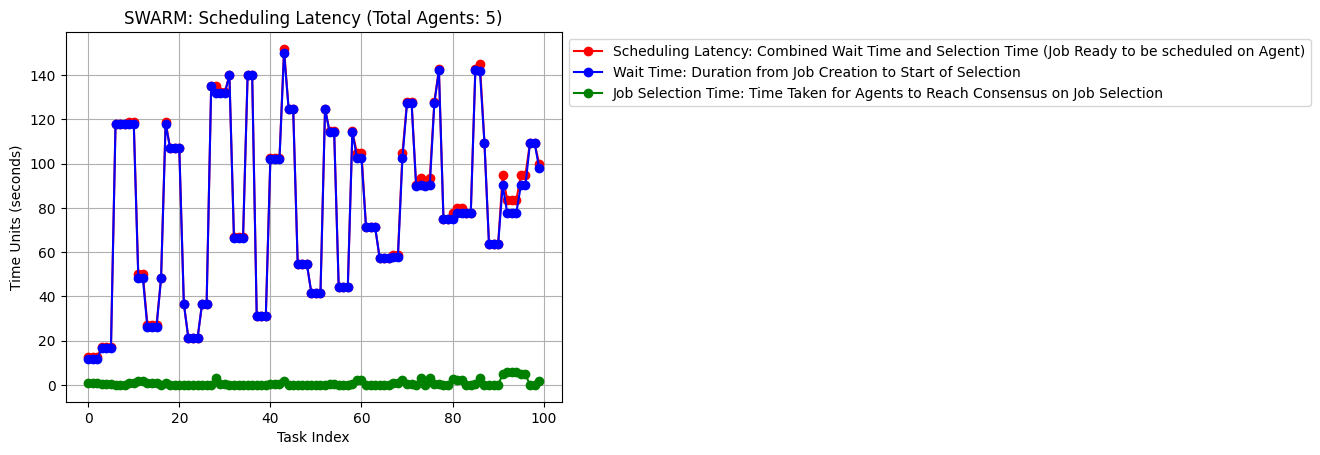 SWARM: Scheduling Latency (Total Agents: 5)
Scheduling Latency: Combined Wait Time and Selection Time (Job Ready to be scheduled on Agent)
Wait Time: Duration from Job Creation to Start of Selection
Job Selection Time: Time Taken for Agents to Reach Consensus on Job Selection
Time Units (seconds)
140
120
100
80
60
40
20
0
0 20 40 60 80 100
Task Index